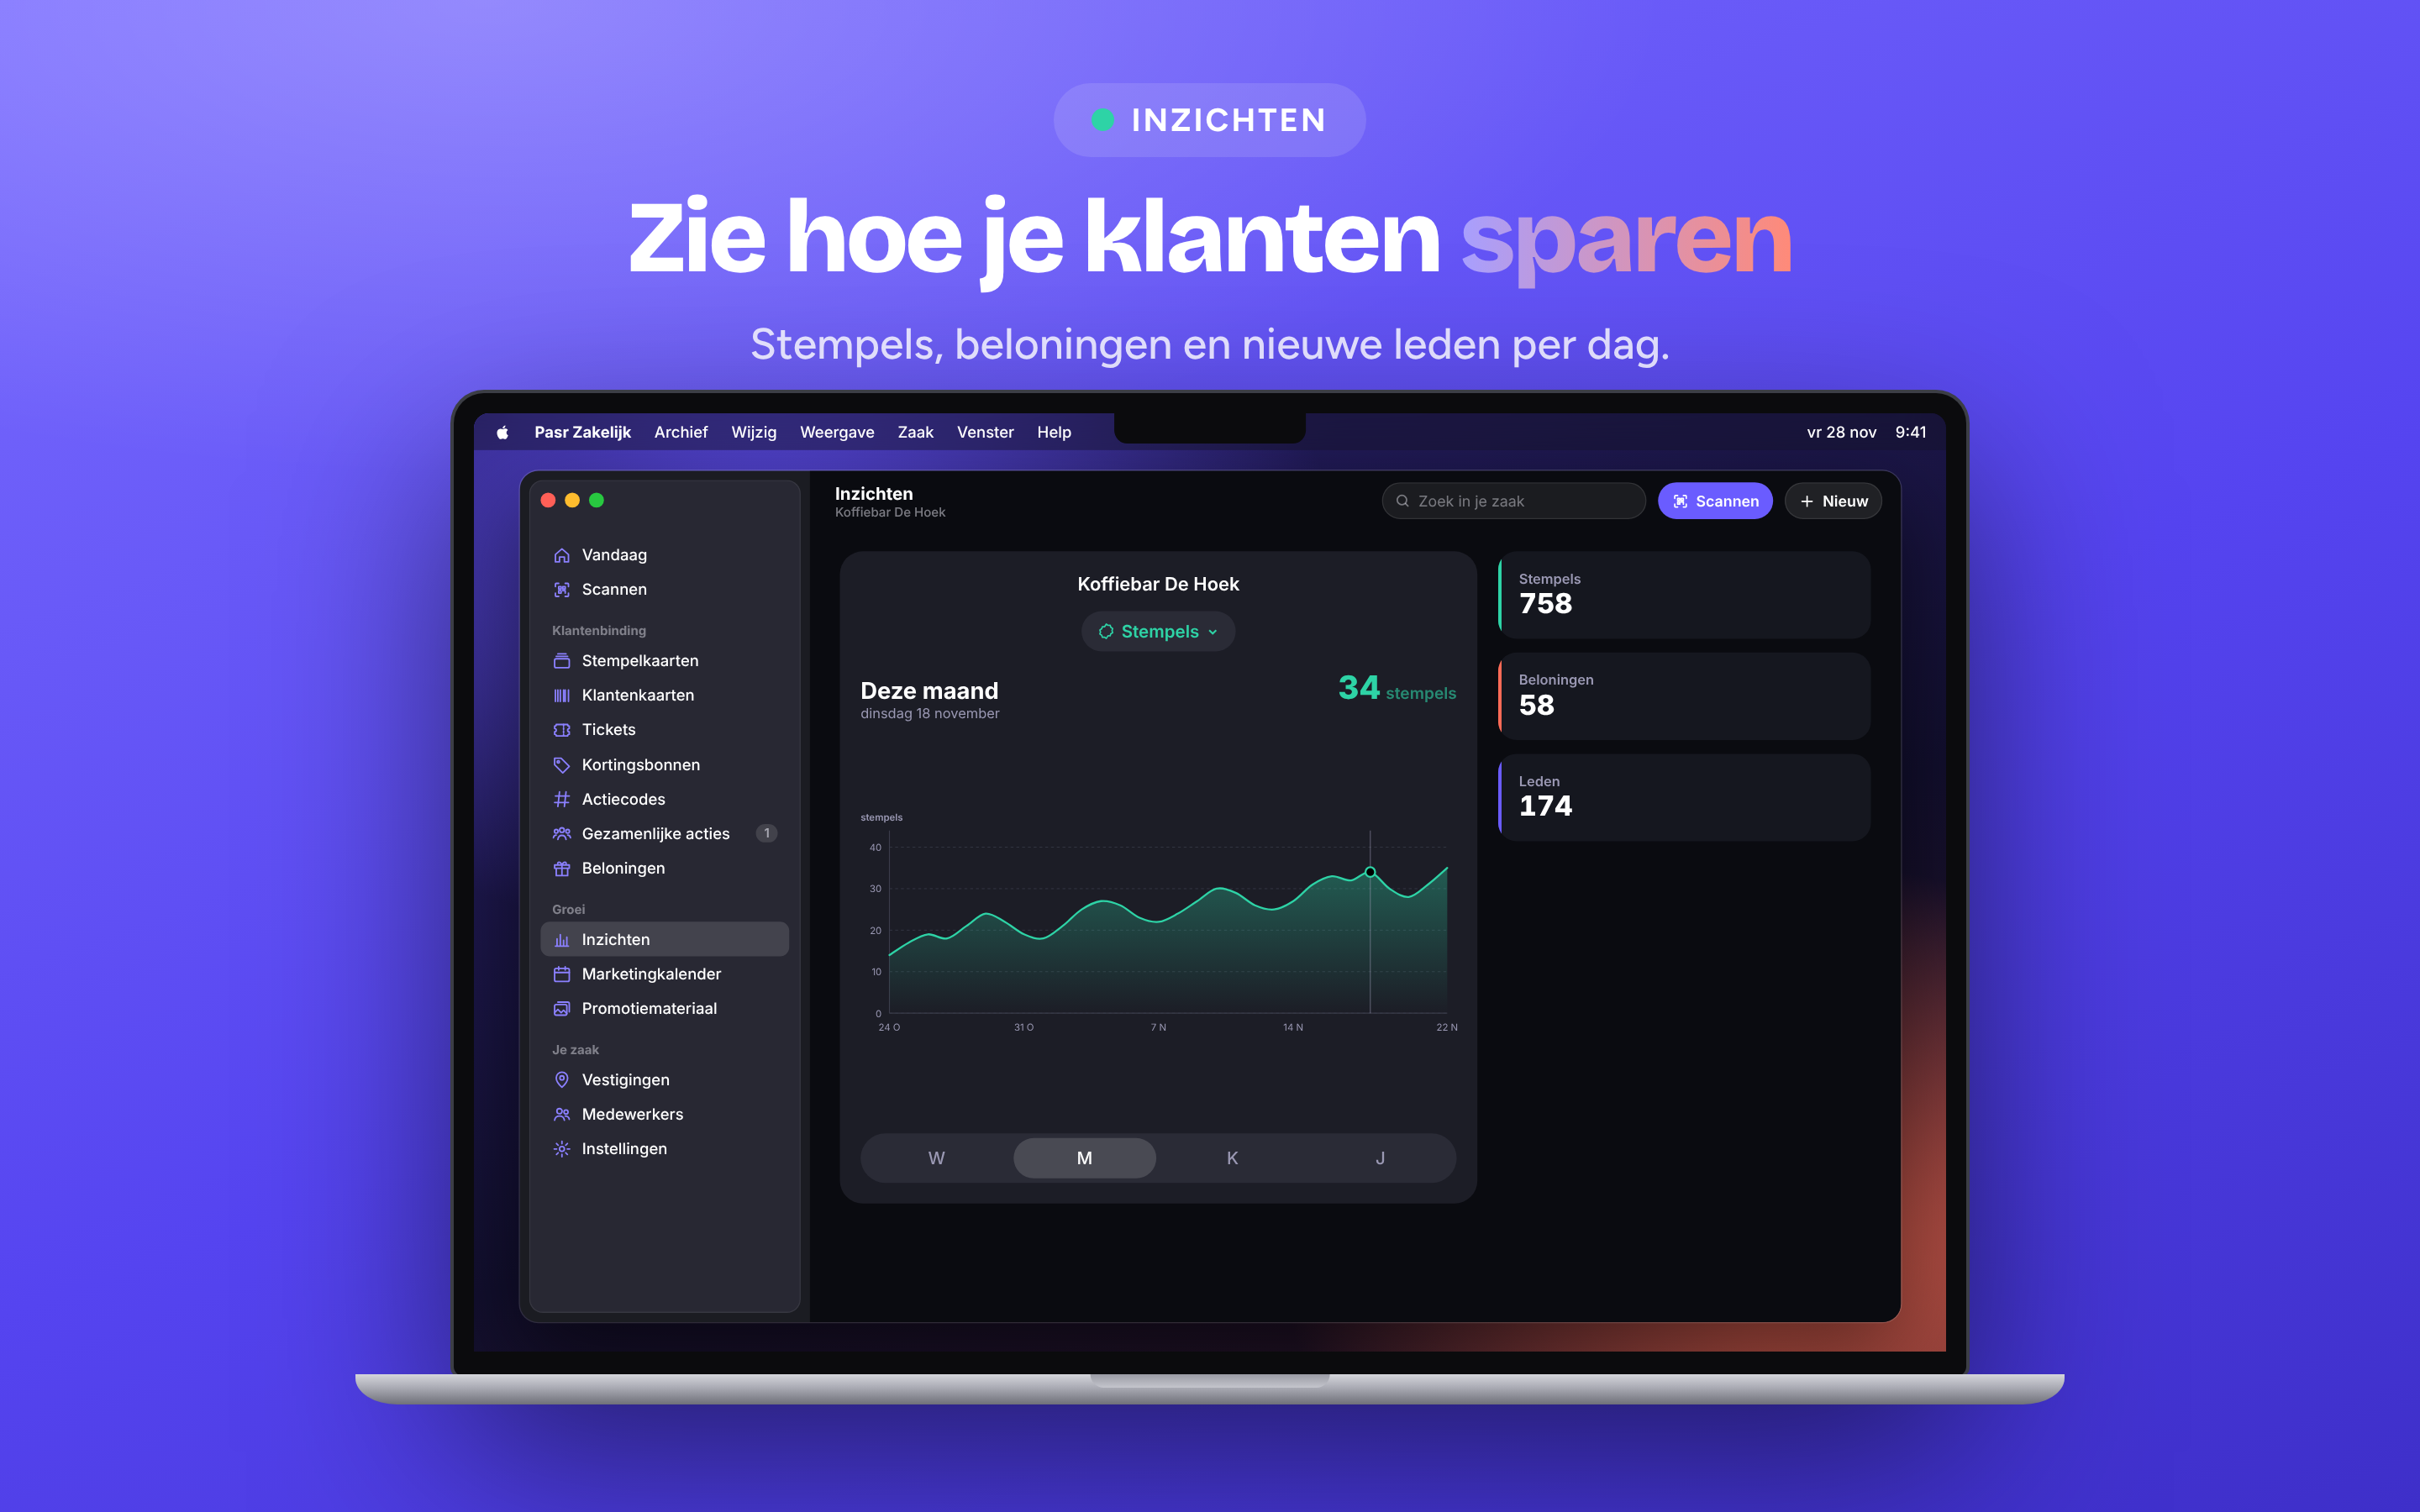 INZICHTEN
Zie hoe je klanten sparen
Stempels, beloningen en nieuwe leden per dag.
Pasr Zakelijk Archief Wijzig Weergave Zaak Venster Help vr 28 nov 9:41
Vandaag
Scannen
Klantenbinding
Stempelkaarten
Klantenkaarten
Tickets
Kortingsbonnen
Actiecodes
Gezamenlijke acties 1
Beloningen
Groei
Inzichten
Marketingkalender
Promotiemateriaal
Je zaak
Vestigingen
Medewerkers
Instellingen
Inzichten
Koffiebar De Hoek
Zoek in je zaak
Scannen
Nieuw
Koffiebar De Hoek
Stempels
Deze maand
dinsdag 18 november
34 stempels
stempels
40
30
20
10
0
24 O 31 O 7 N 14 N 22 N
W M K J
Stempels
758
Beloningen
58
Leden
174